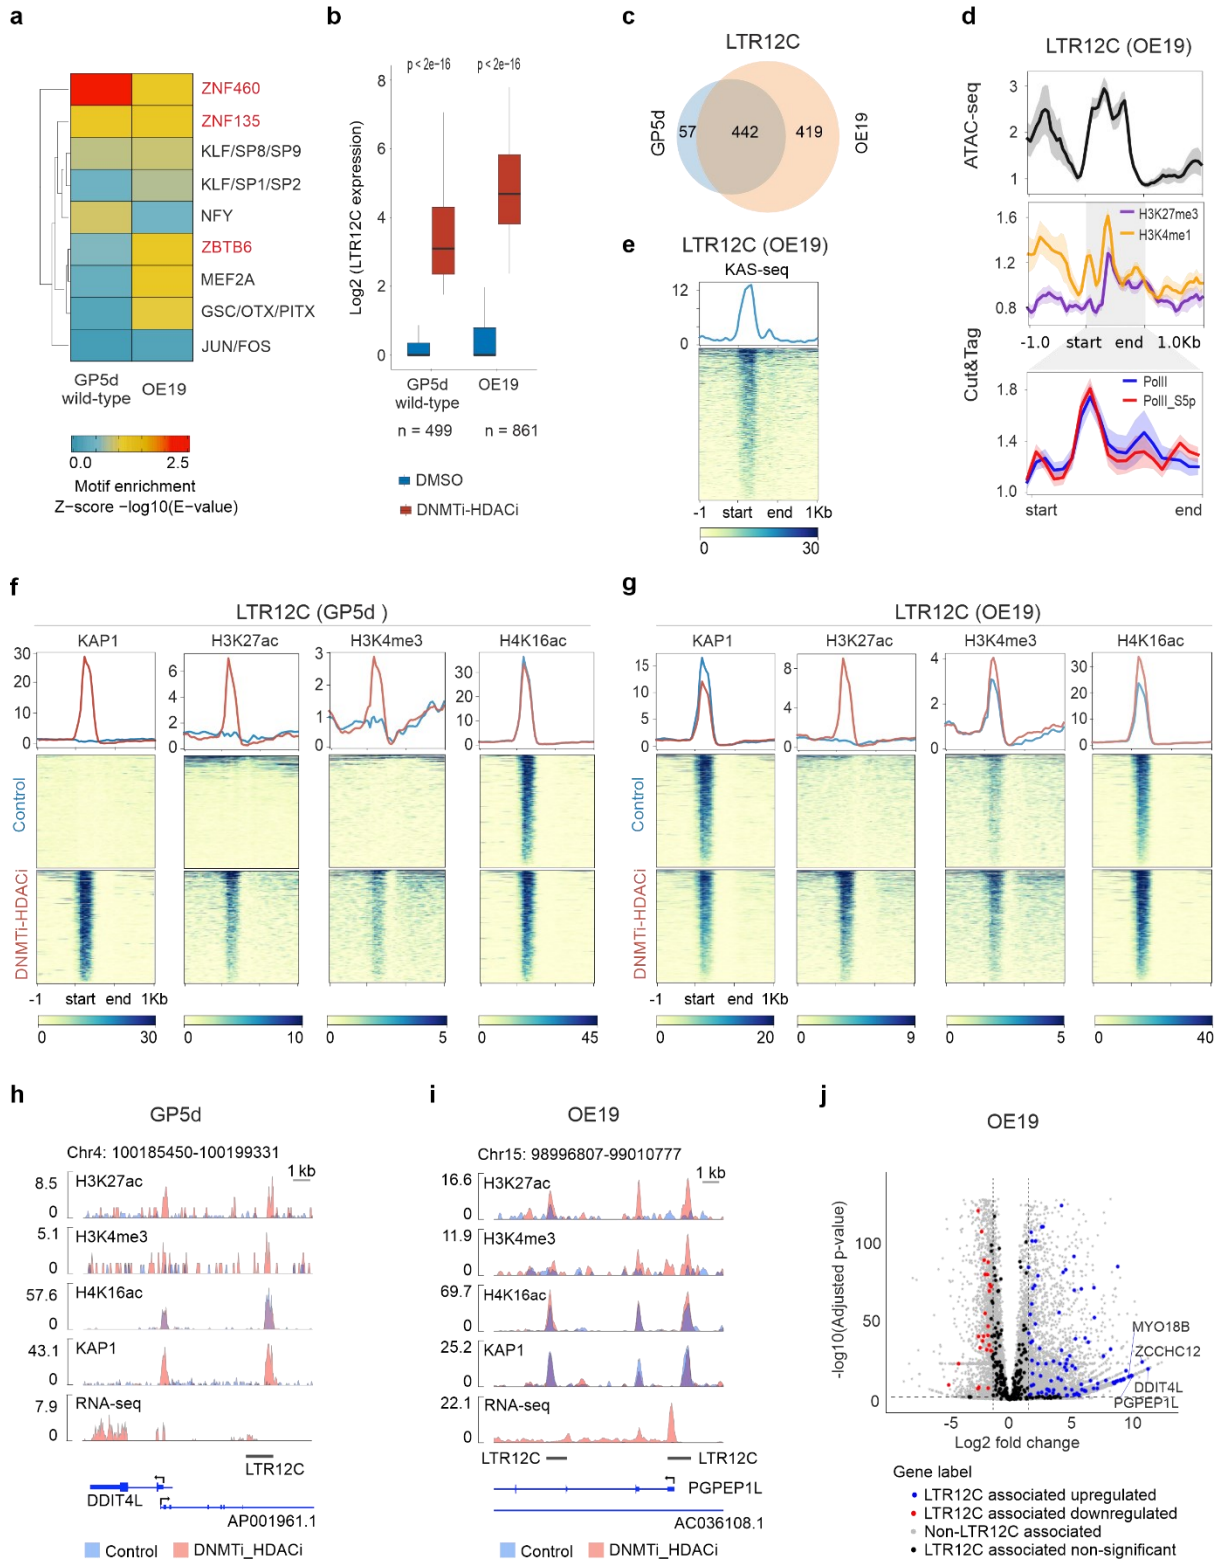 a
ZNF460
ZNF135
KLF/SP8/SP9
KLF/SP1/SP2
NFY
ZBTB6
MEF2A
GSC/OTX/PITX
JUN/FOS
GP5d
wild-type
OE19
0.0
2.5
Motif enrichment
Z-score −log10(E-value)
b
p < 2e−16
p < 2e−16
Log2 (LTR12C expression)
8
6
4
2
0
GP5d
wild-type
OE19
n = 499
n = 861
DMSO
DNMTi-HDACi
c
LTR12C
GP5d
57
442
419
OE19
d
LTR12C (OE19)
ATAC-seq
3
2
1
Cut&Tag
1.6
1.2
0.8
H3K27me3
H3K4me1
-1.0
start
end
1.0Kb
1.8
1.4
1.0
PolII
PolII_S5p
start
end
e
LTR12C (OE19)
KAS-seq
12
0
-1
start
end
1Kb
0
30
f
LTR12C (GP5d )
KAP1
H3K27ac
H3K4me3
H4K16ac
30
20
10
0
6
4
2
0
3
2
1
0
30
20
10
0
Control
DNMTi-HDACi
-1
start
end
1Kb
0
30
0
10
0
5
0
45
g
LTR12C (OE19)
KAP1
H3K27ac
H3K4me3
H4K16ac
15
10
5
0
8
4
0
4
2
0
30
20
10
0
Control
DNMTi-HDACi
-1
start
end
1Kb
0
20
0
9
0
5
0
40
h
GP5d
Chr4: 100185450-100199331
1 kb
8.5
0
H3K27ac
5.1
0
H3K4me3
57.6
0
H4K16ac
43.1
0
KAP1
7.9
0
RNA-seq
LTR12C
DDIT4L
AP001961.1
Control
DNMTi_HDACi
i
OE19
Chr15: 98996807-99010777
1 kb
16.6
0
H3K27ac
11.9
0
H3K4me3
69.7
0
H4K16ac
25.2
0
KAP1
22.1
0
RNA-seq
LTR12C
LTR12C
PGPEP1L
AC036108.1
Control
DNMTi_HDACi
j
OE19
-log10(Adjusted p-value)
100
50
0
MYO18B
ZCCHC12
DDIT4L
PGPEP1L
-5
0
5
10
Log2 fold change
Gene label
LTR12C associated upregulated
LTR12C associated downregulated
Non-LTR12C associated
LTR12C associated non-significant